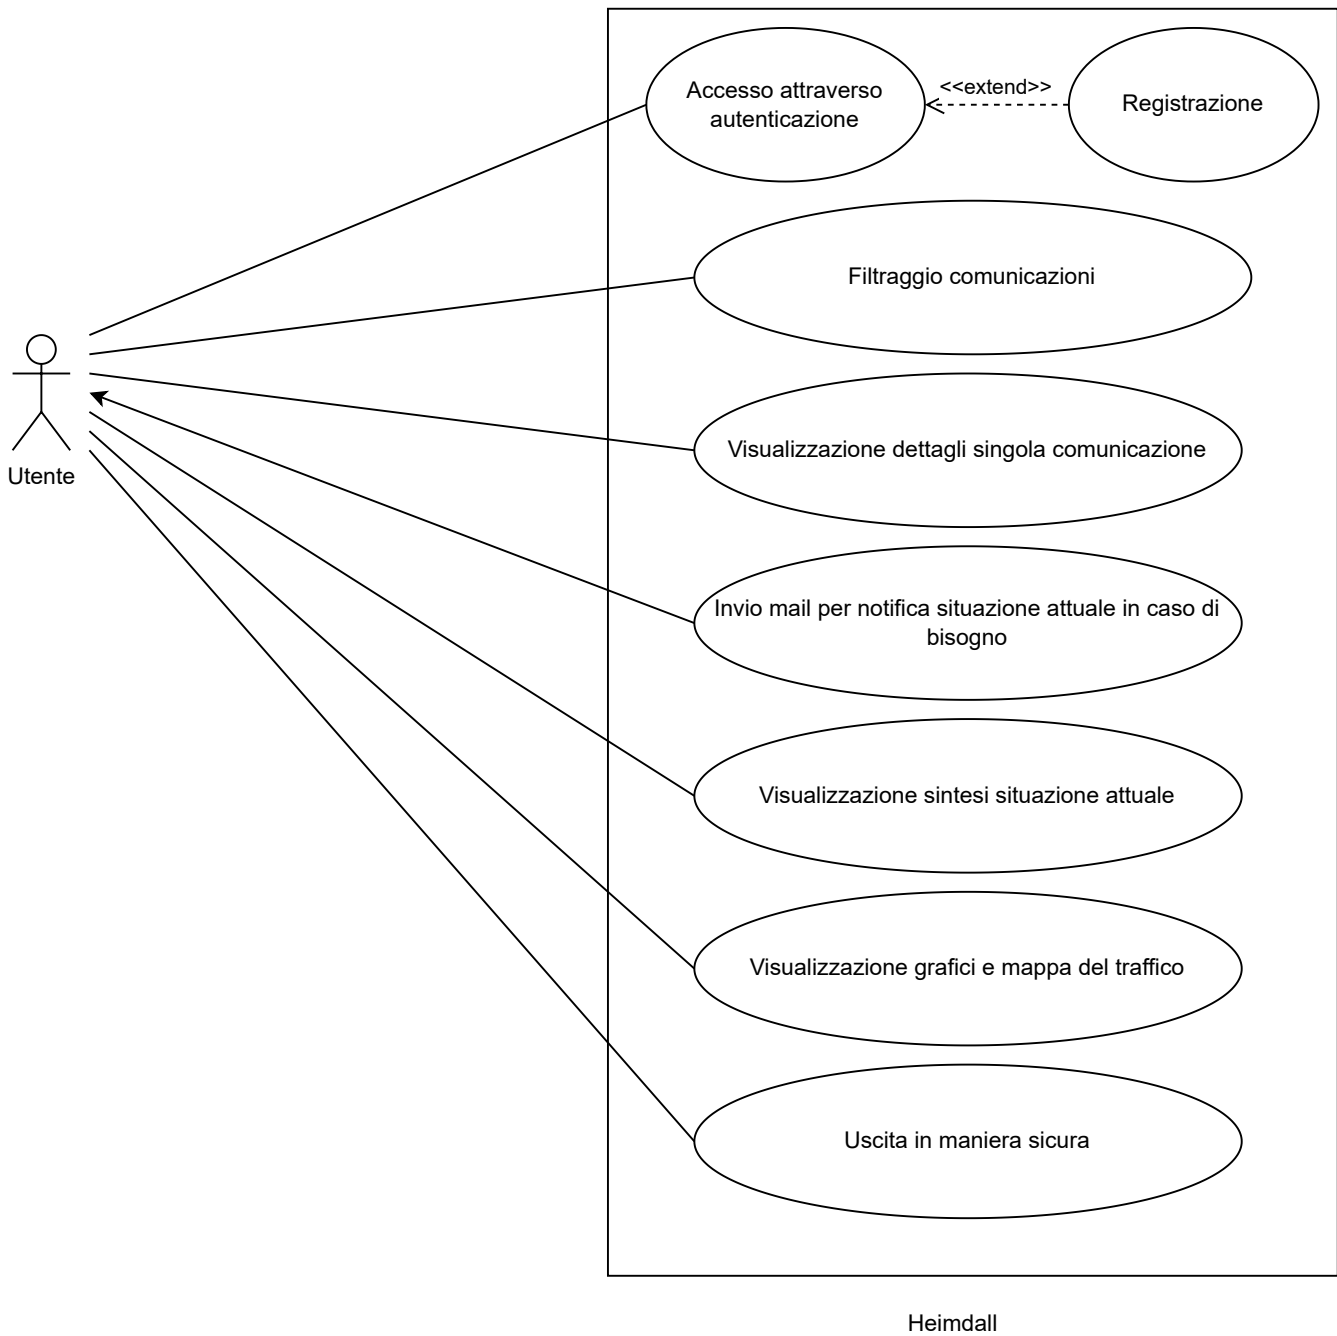 Accesso attraverso
autenticazione
<<extend>>
Registrazione
Filtraggio comunicazioni
Visualizzazione dettagli singola comunicazione
Utente
Invio mail per notifica situazione attuale in caso di
bisogno
Visualizzazione sintesi situazione attuale
Visualizzazione grafici e mappa del traffico
Uscita in maniera sicura
Heimdall